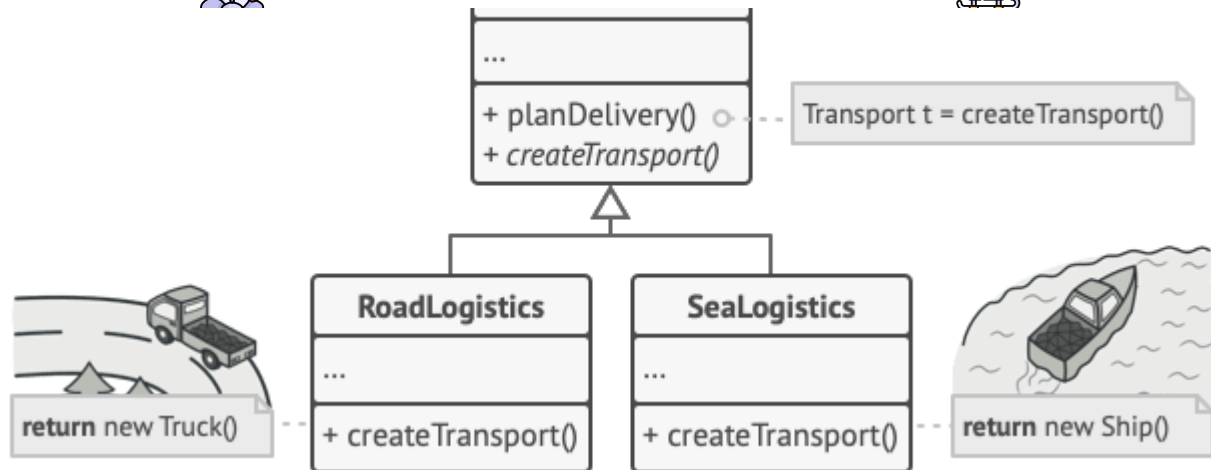 ...
+ planDelivery()
Transport t = createTransport()
+ createTransport()
RoadLogistics
SeaLogistics
...
...
return new Truck()
+ createTransport()
+ createTransport()
return new Ship()